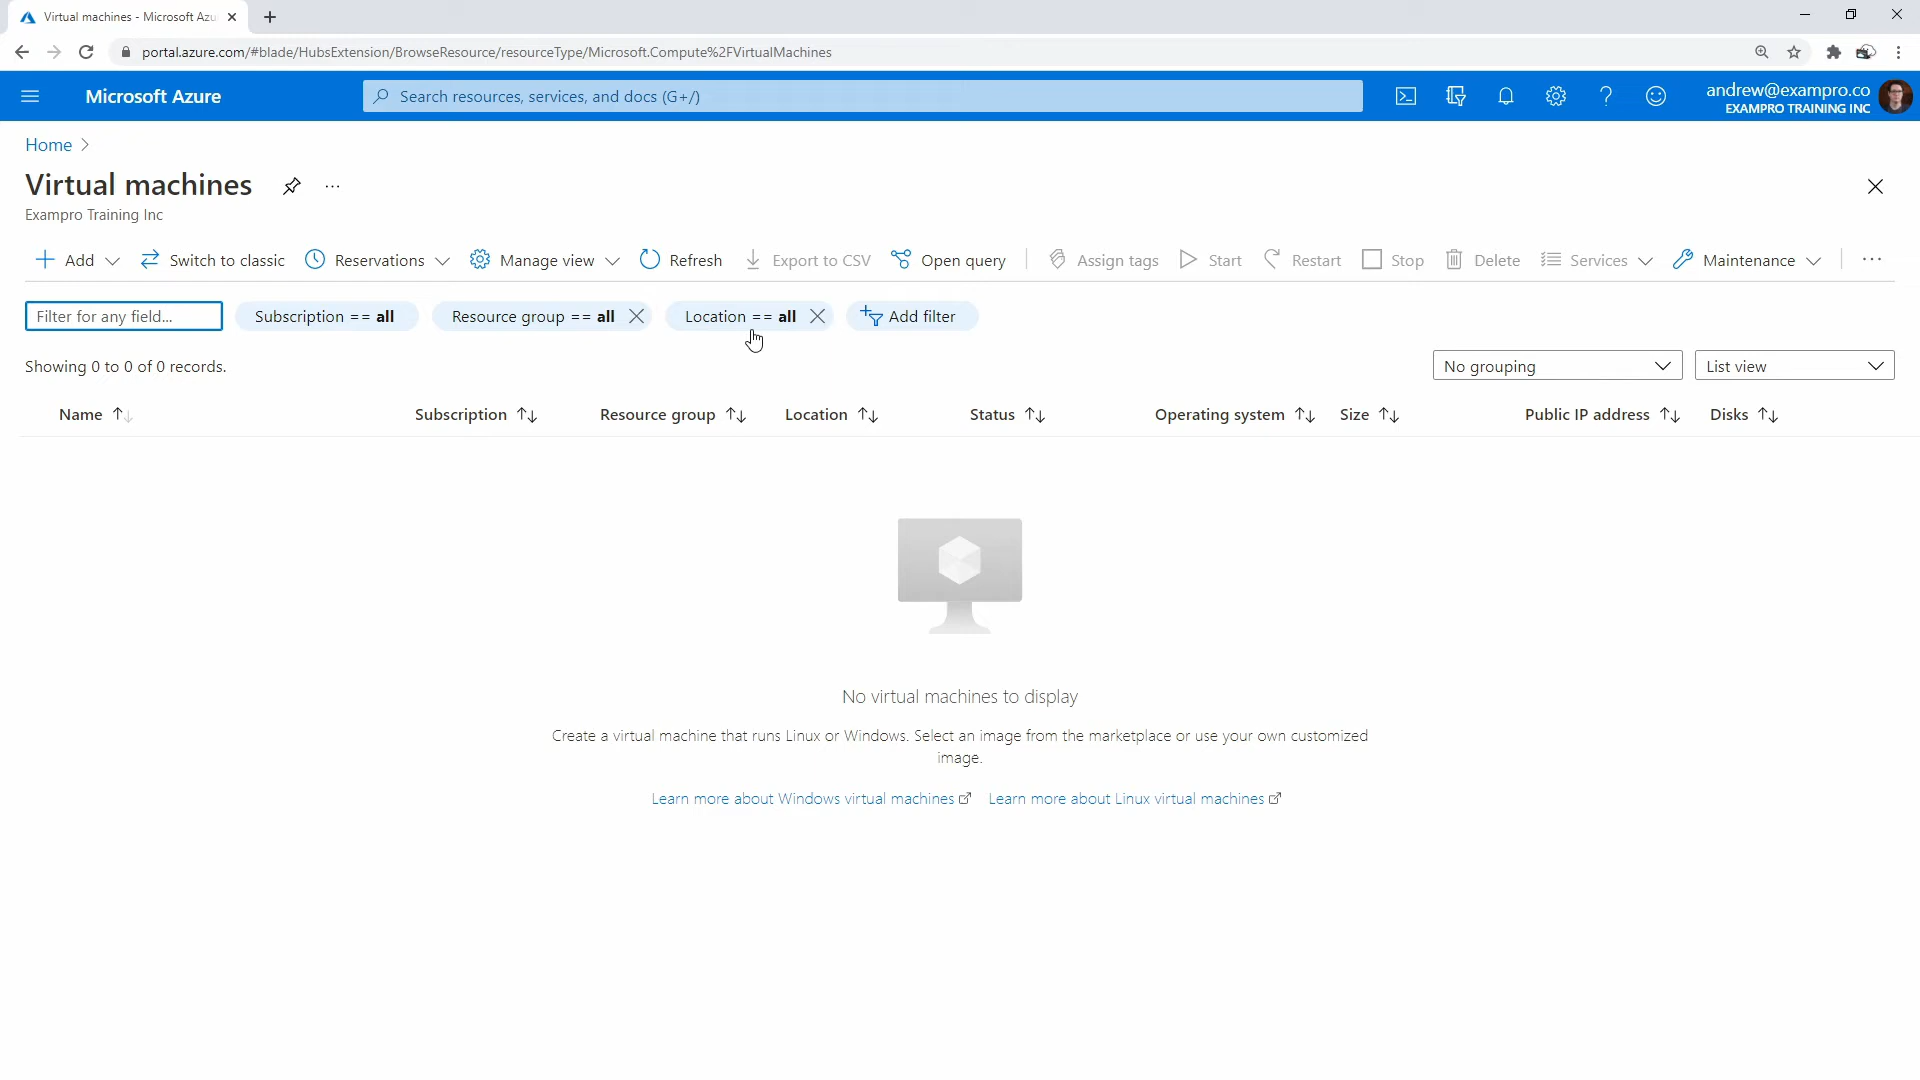 Virtual machines - Microsoft Azu
portal.azure.com/#blade/HubsExtension/BrowseResource/resourceType/Microsoft.Compute%2FVirtualMachines
Microsoft Azure
Search resources, services, and docs (G+/)
andrew@exampro.co
EXAMPRO TRAINING INC
Home
Virtual machines
Exampro Training Inc
Add Switch to classic Reservations Manage view Refresh Export to CSV Open query Assign tags Start Restart Stop Delete Services Maintenance
Filter for any field... Subscription == all Resource group == all Location == all Add filter
Showing 0 to 0 of 0 records.
No grouping List view
Name Subscription Resource group Location Status Operating system Size Public IP address Disks
No virtual machines to display
Create a virtual machine that runs Linux or Windows. Select an image from the marketplace or use your own customized
image.
Learn more about Windows virtual machines Learn more about Linux virtual machines